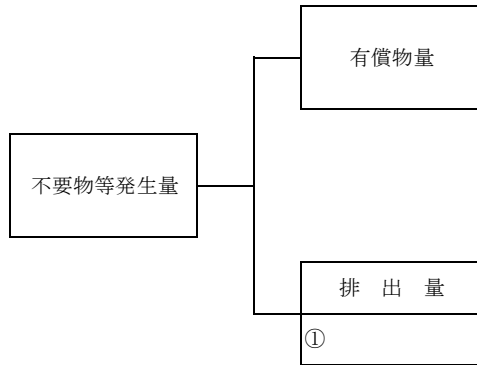 有償物量
不要物等発生量
排 出 量
①